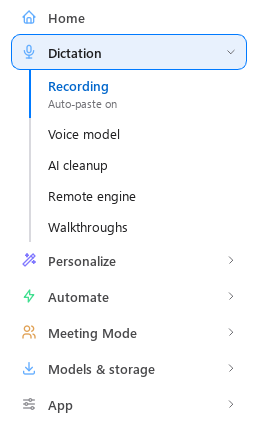 Home
Dictation
Recording
Auto-paste on
Voice model
AI cleanup
Remote engine
Walkthroughs
Personalize
Automate
Meeting Mode
Models & storage
App